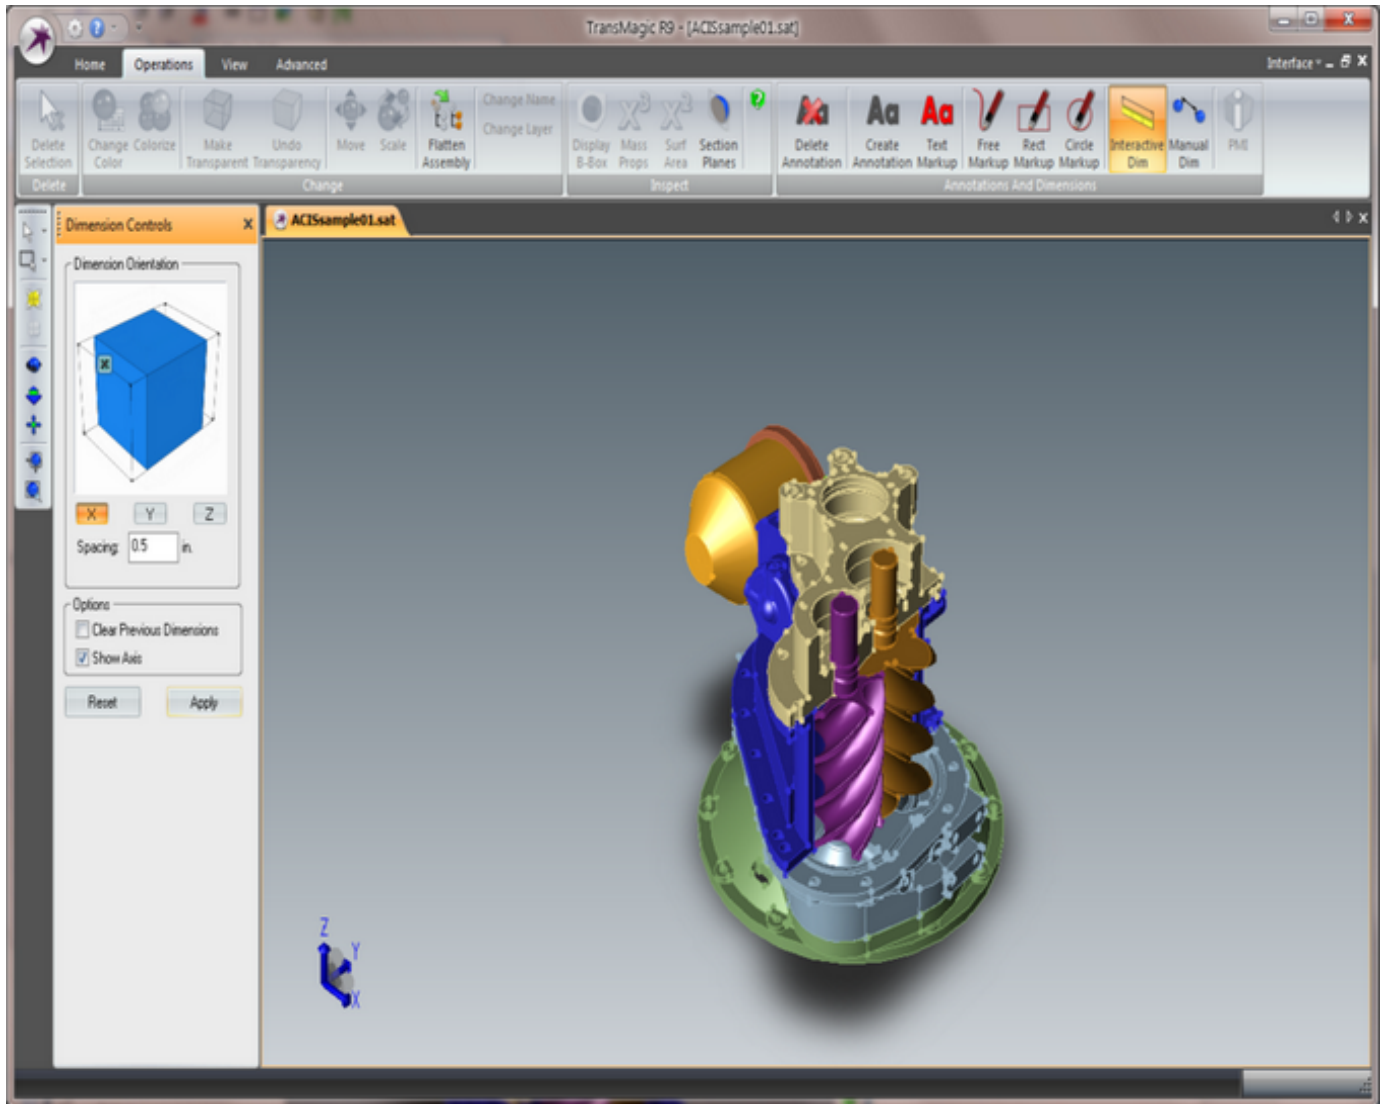 TransMagic R9 - [ACISsample01.sat]
Home Operations View Advanced Interface
Delete Selection
Change Color
Colorize
Make Transparent
Undo Transparency
Move
Scale
Flatten Assembly
Change Name
Change Layer
Display B-Box
Mass Props
Surf Area
Section Planes
Delete Annotation
Create Annotation
Text Markup
Free Markup
Rect Markup
Circle Markup
Interactive Dim
Manual Dim
PMI
Delete Change Inspect Annotations And Dimensions
Dimension Controls
ACISsample01.sat
Dimension Orientation
X
X Y Z
Spacing: 0.5 in.
Options
Clear Previous Dimensions
Show Axis
Reset Apply
Z
Y
X